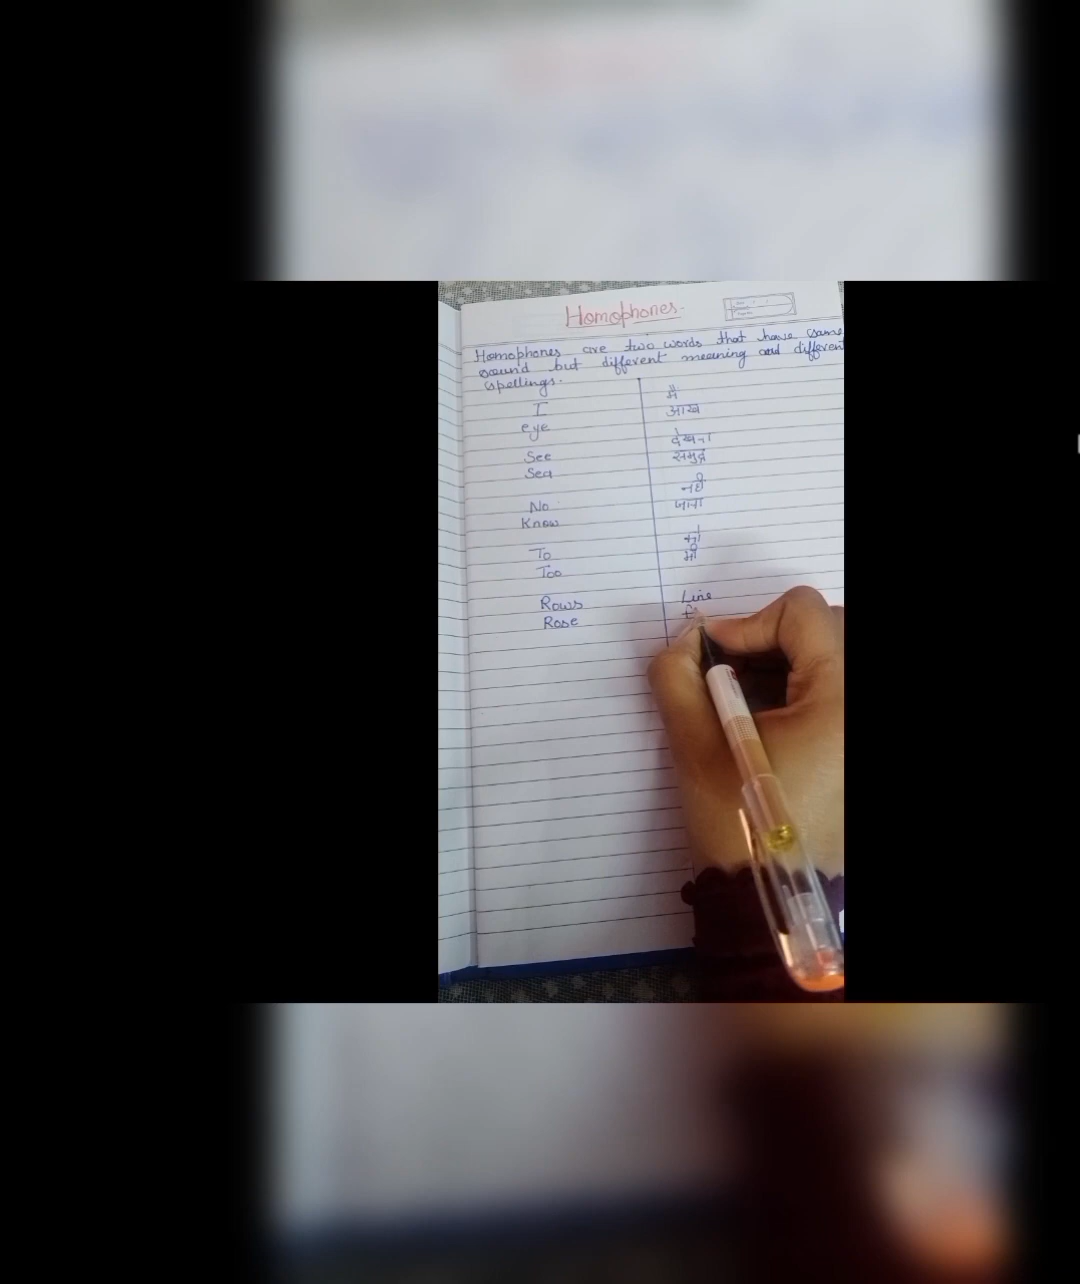 Homophones
Homophones are two words that have same
sound but different meaning and different
spellings.
I मैं
eye आख
See देखना
Sea समुद्र
No नही
Know जाना
To को
Too भी
Rows Line
Rose